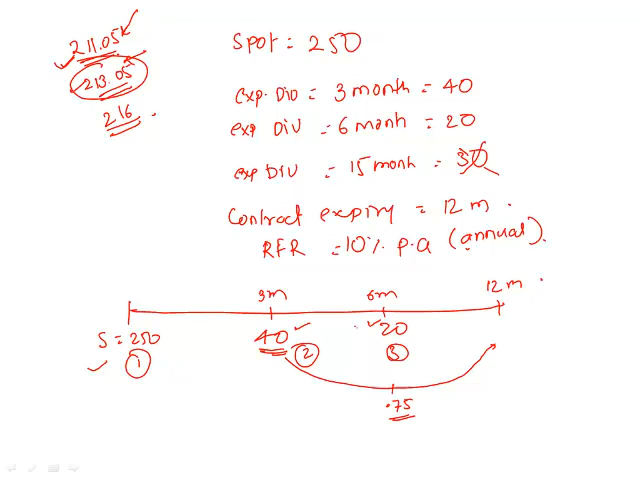 211.05
213.05
216
Spot = 250
exp. Div = 3 month = 40
exp DIV = 6 month = 20
exp DIV = 15 month = 30
Contract expiry = 12 m.
RFR = 10% p.a (annual).
3m 6m 12 m
S = 250 40 20
1 2 3
.75